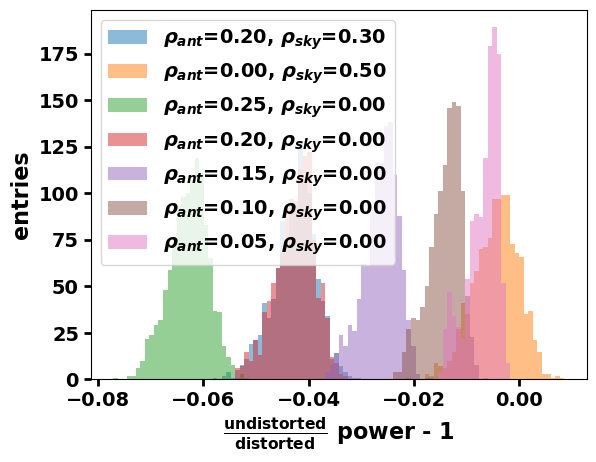 ρant=0.20, ρsky=0.30
ρant=0.00, ρsky=0.50
ρant=0.25, ρsky=0.00
ρant=0.20, ρsky=0.00
ρant=0.15, ρsky=0.00
ρant=0.10, ρsky=0.00
ρant=0.05, ρsky=0.00
175
150
125
100
75
50
25
0
entries
−0.08 −0.06 −0.04 −0.02 0.00
undistorted
distorted power - 1